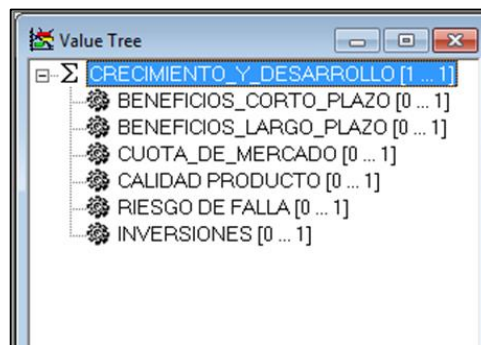 Value Tree
Σ CRECIMIENTO_Y_DESARROLLO [1 ... 1]
BENEFICIOS_CORTO_PLAZO [0 ... 1]
BENEFICIOS_LARGO_PLAZO [0 ... 1]
CUOTA_DE_MERCADO [0 ... 1]
CALIDAD PRODUCTO [0 ... 1]
RIESGO DE FALLA [0 ... 1]
INVERSIONES [0 ... 1]